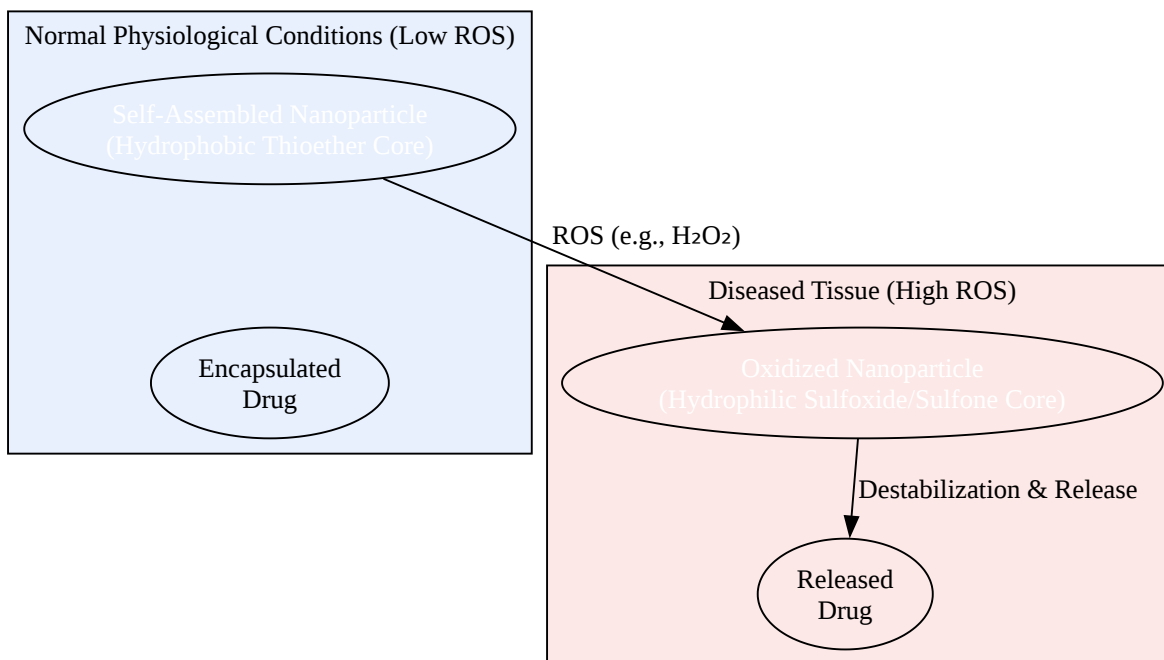 Normal Physiological Conditions (Low ROS)
Self-Assembled Nanoparticle
(Hydrophobic Thioether Core)
ROS (e.g., H₂O₂)
Diseased Tissue (High ROS)
Encapsulated
Drug
Oxidized Nanoparticle
(Hydrophilic Sulfoxide/Sulfone Core)
Destabilization & Release
Released
Drug